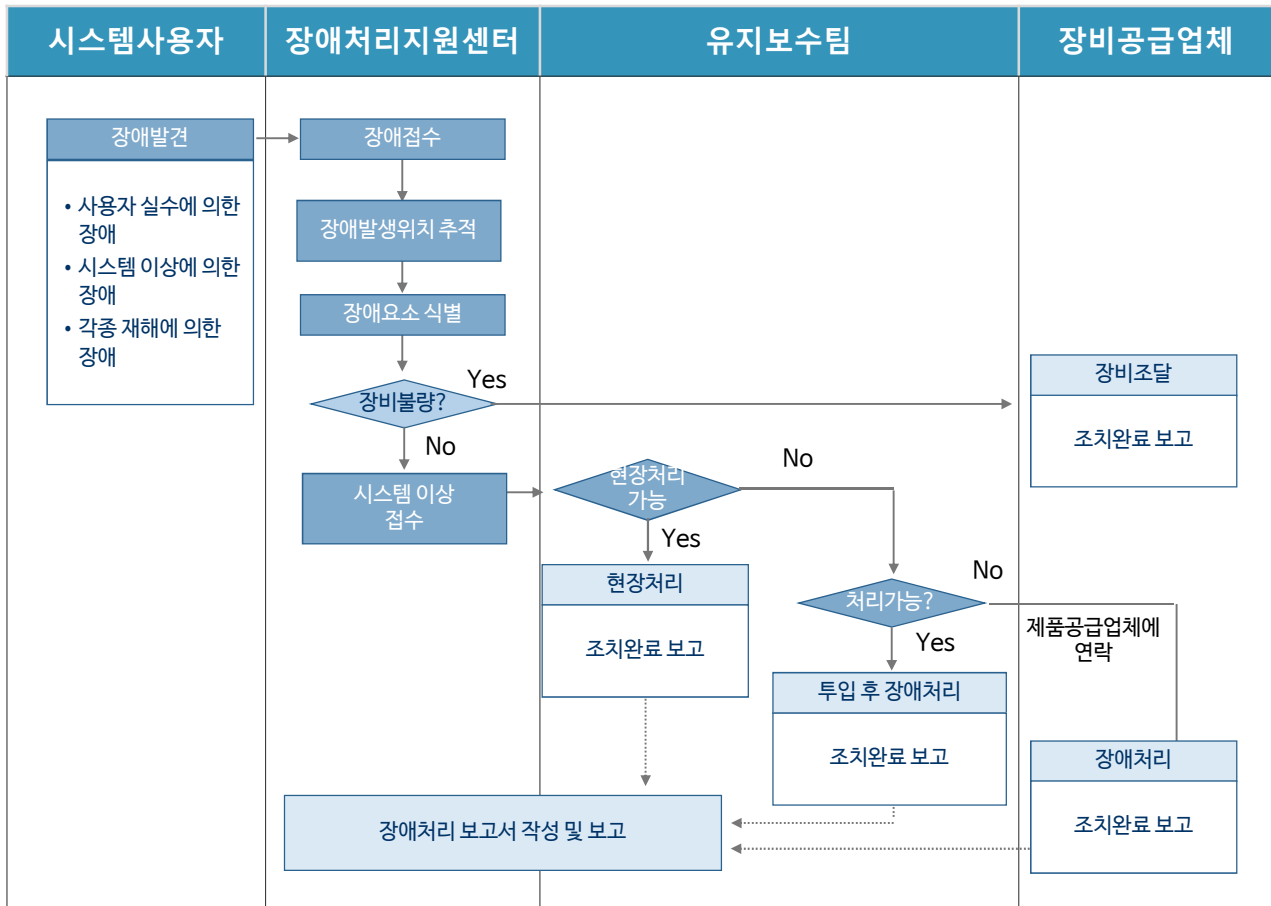 시스템사용자
장애처리지원센터
유지보수팀
장비공급업체
장애발견
• 사용자 실수에 의한
장애
• 시스템 이상에 의한
장애
• 각종 재해에 의한
장애
장애접수
장애발생위치 추적
장애요소 식별
장비불량?
Yes
No
장비조달
조치완료 보고
시스템 이상
접수
현장처리
가능
No
Yes
현장처리
조치완료 보고
처리가능?
No
Yes
제품공급업체에
연락
투입 후 장애처리
조치완료 보고
장애처리
조치완료 보고
장애처리 보고서 작성 및 보고